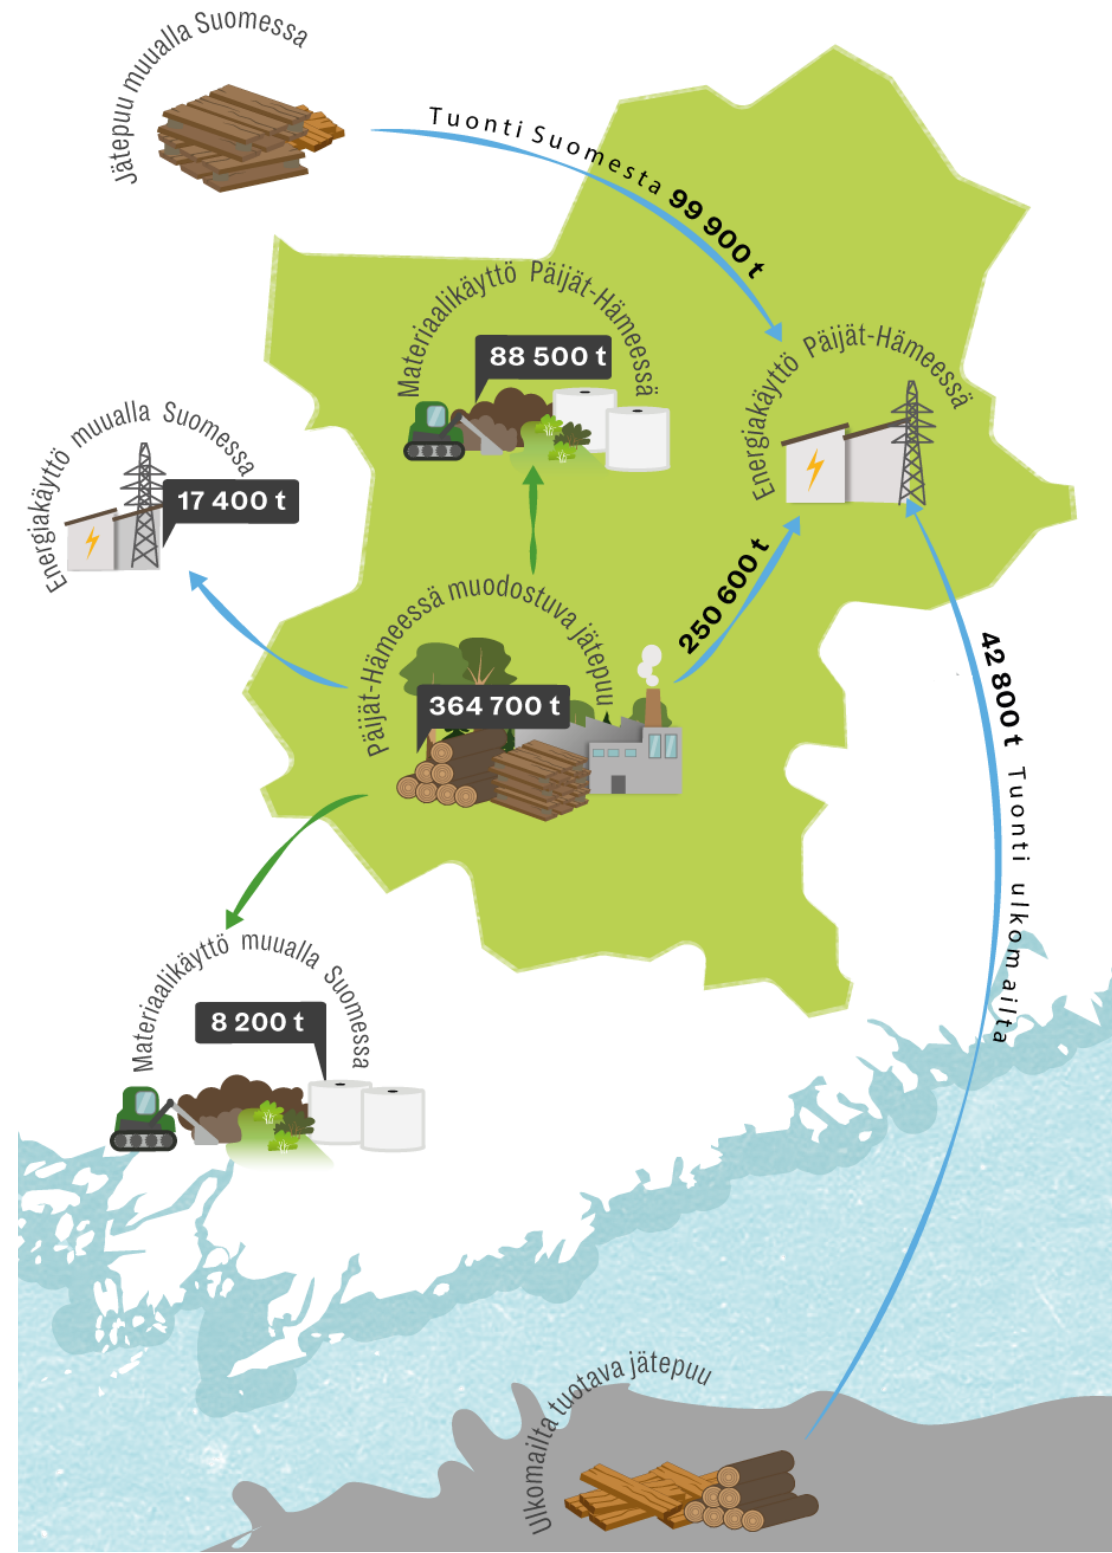 Jätepuu muualla Suomessa
Tuonti Suomesta 99 900 t
Materiaalikäyttö Päijät-Hämeessä
88 500 t
Energiakäyttö Päijät-Hämeessä
Energiakäyttö muualla Suomessa
17 400 t
250 600 t
Päijät-Hämeessä muodostuva jätepuu
364 700 t
42 800 t Tuonti ulkomailta
Materiaalikäyttö muualla Suomessa
8 200 t
Ulkomailta tuotava jätepuu